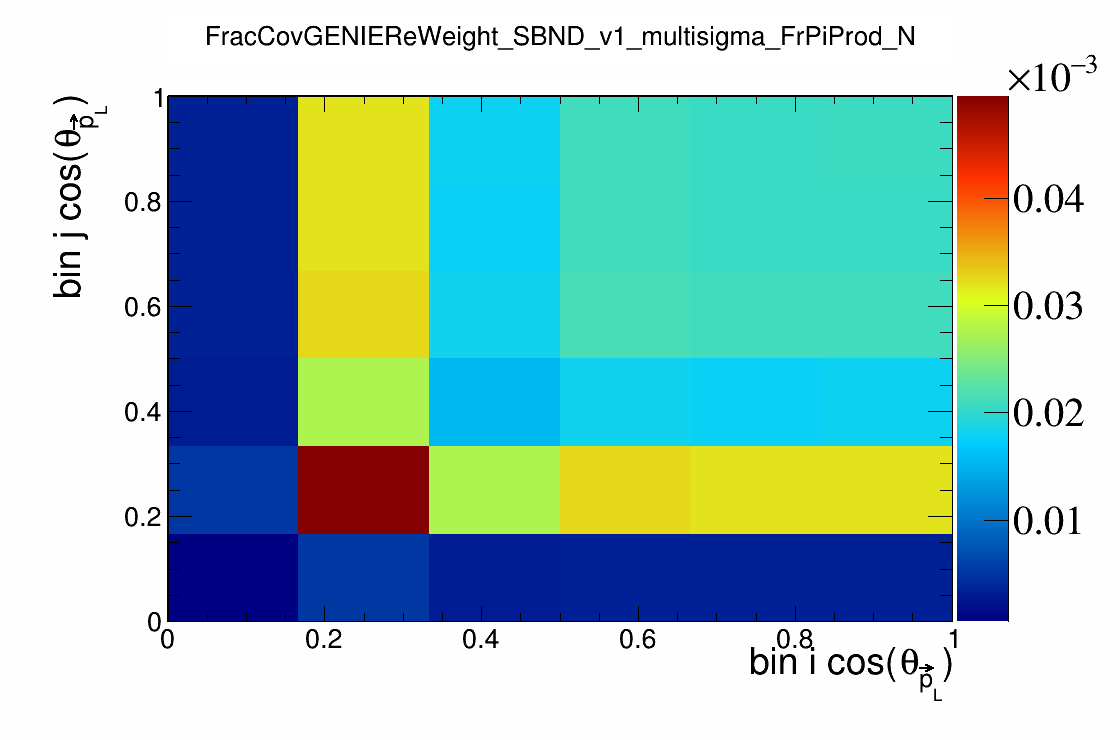 FracCovGENIEReWeight_SBND_v1_multisigma_FrPiProd_N
×10⁻³
bin j cos(θ_p⃗_L)
1
0.8
0.6
0.4
0.2
0
0 0.2 0.4 0.6 0.8 1
0.04
0.03
0.02
0.01
bin i cos(θ_p⃗_L)